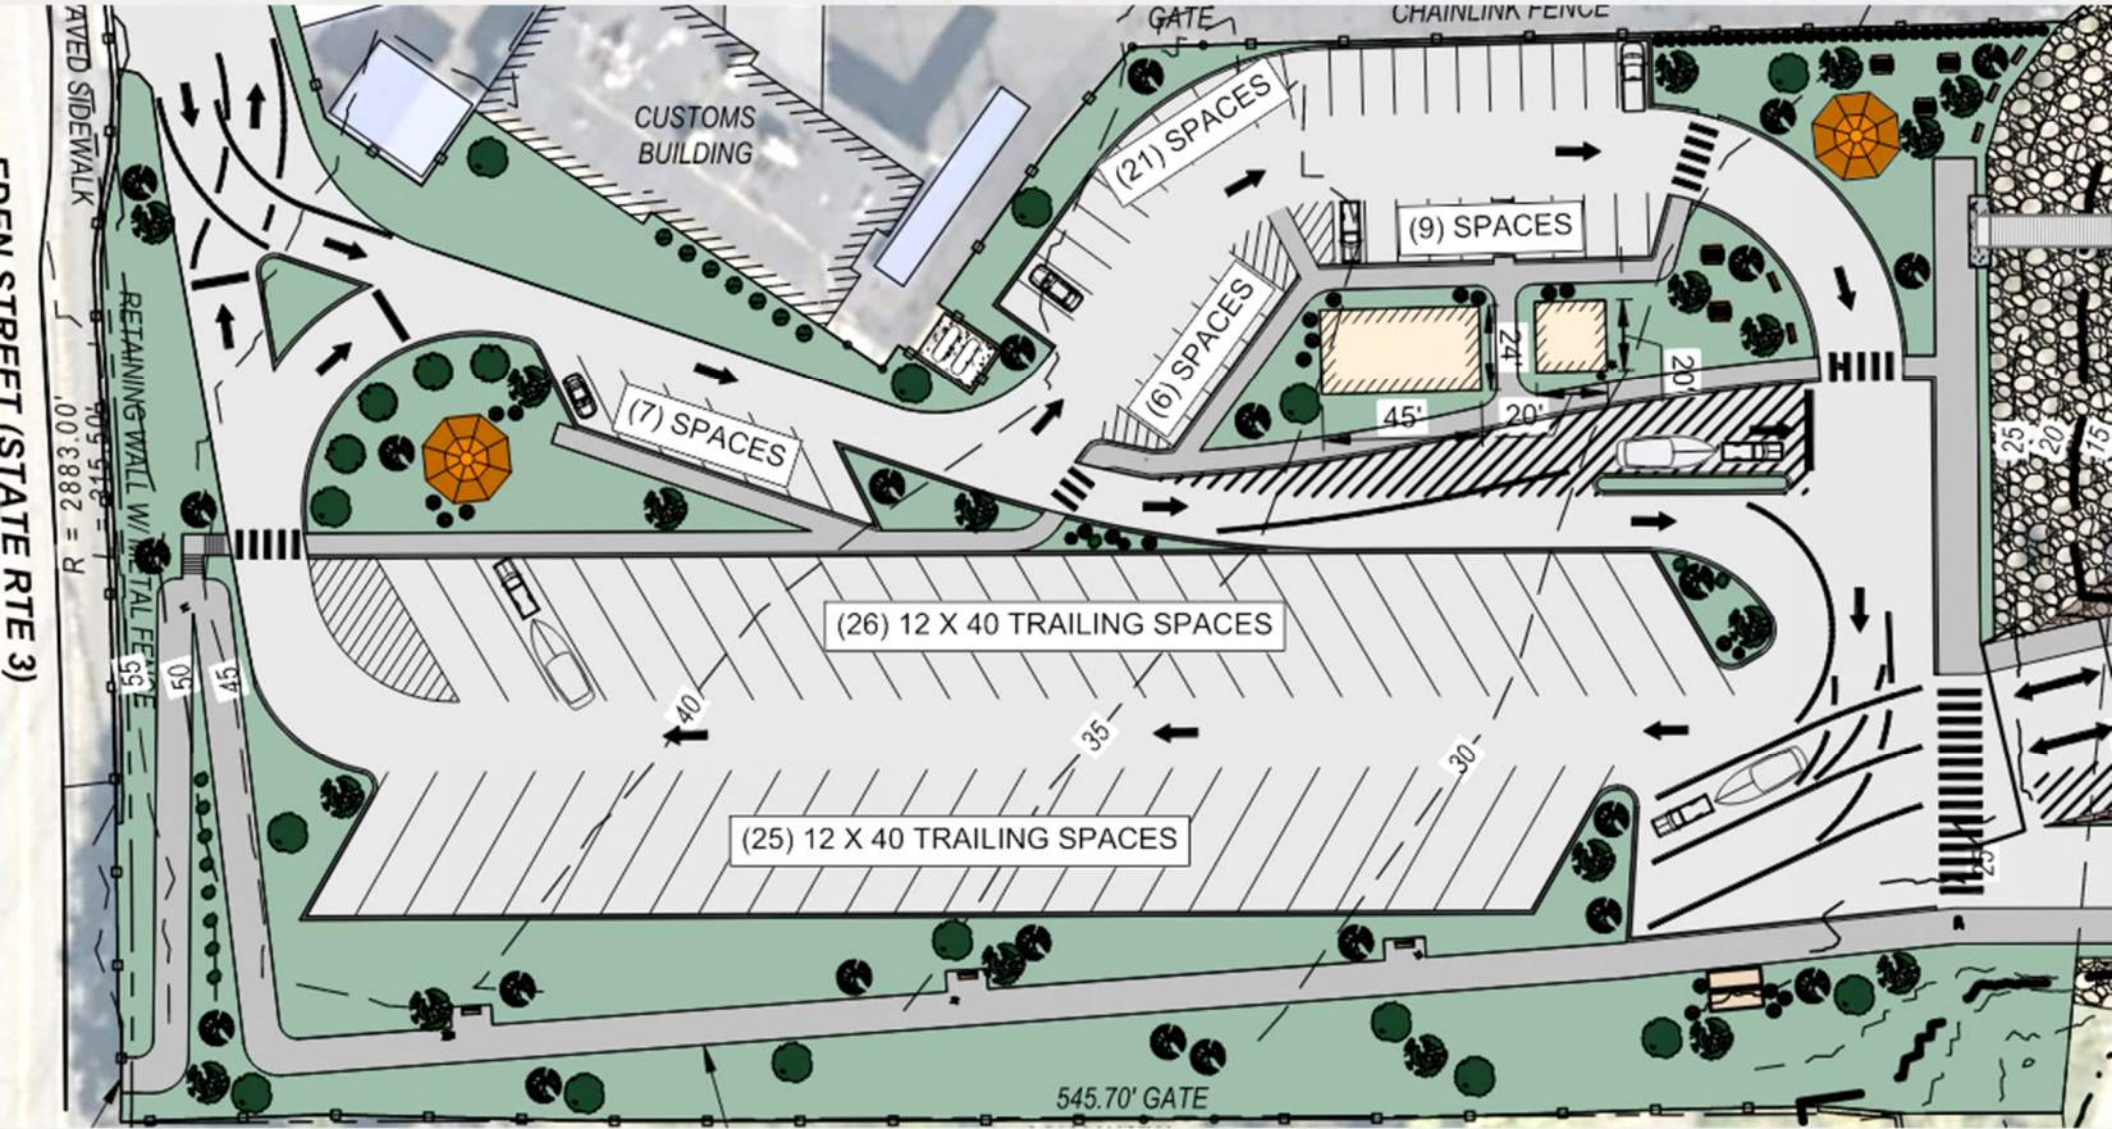 GATE
CHAINLINK FENCE
AVED SIDEWALK
CUSTOMS
BUILDING
(21) SPACES
(9) SPACES
(6) SPACES
(7) SPACES
24'
20'
45'
20'
25
20
15
EDEN STREET (STATE RTE 3)
R = 2883.00'
RETAINING WALL W/METAL FENCE
(26) 12 X 40 TRAILING SPACES
55
50
45
40
35
30
(25) 12 X 40 TRAILING SPACES
545.70' GATE